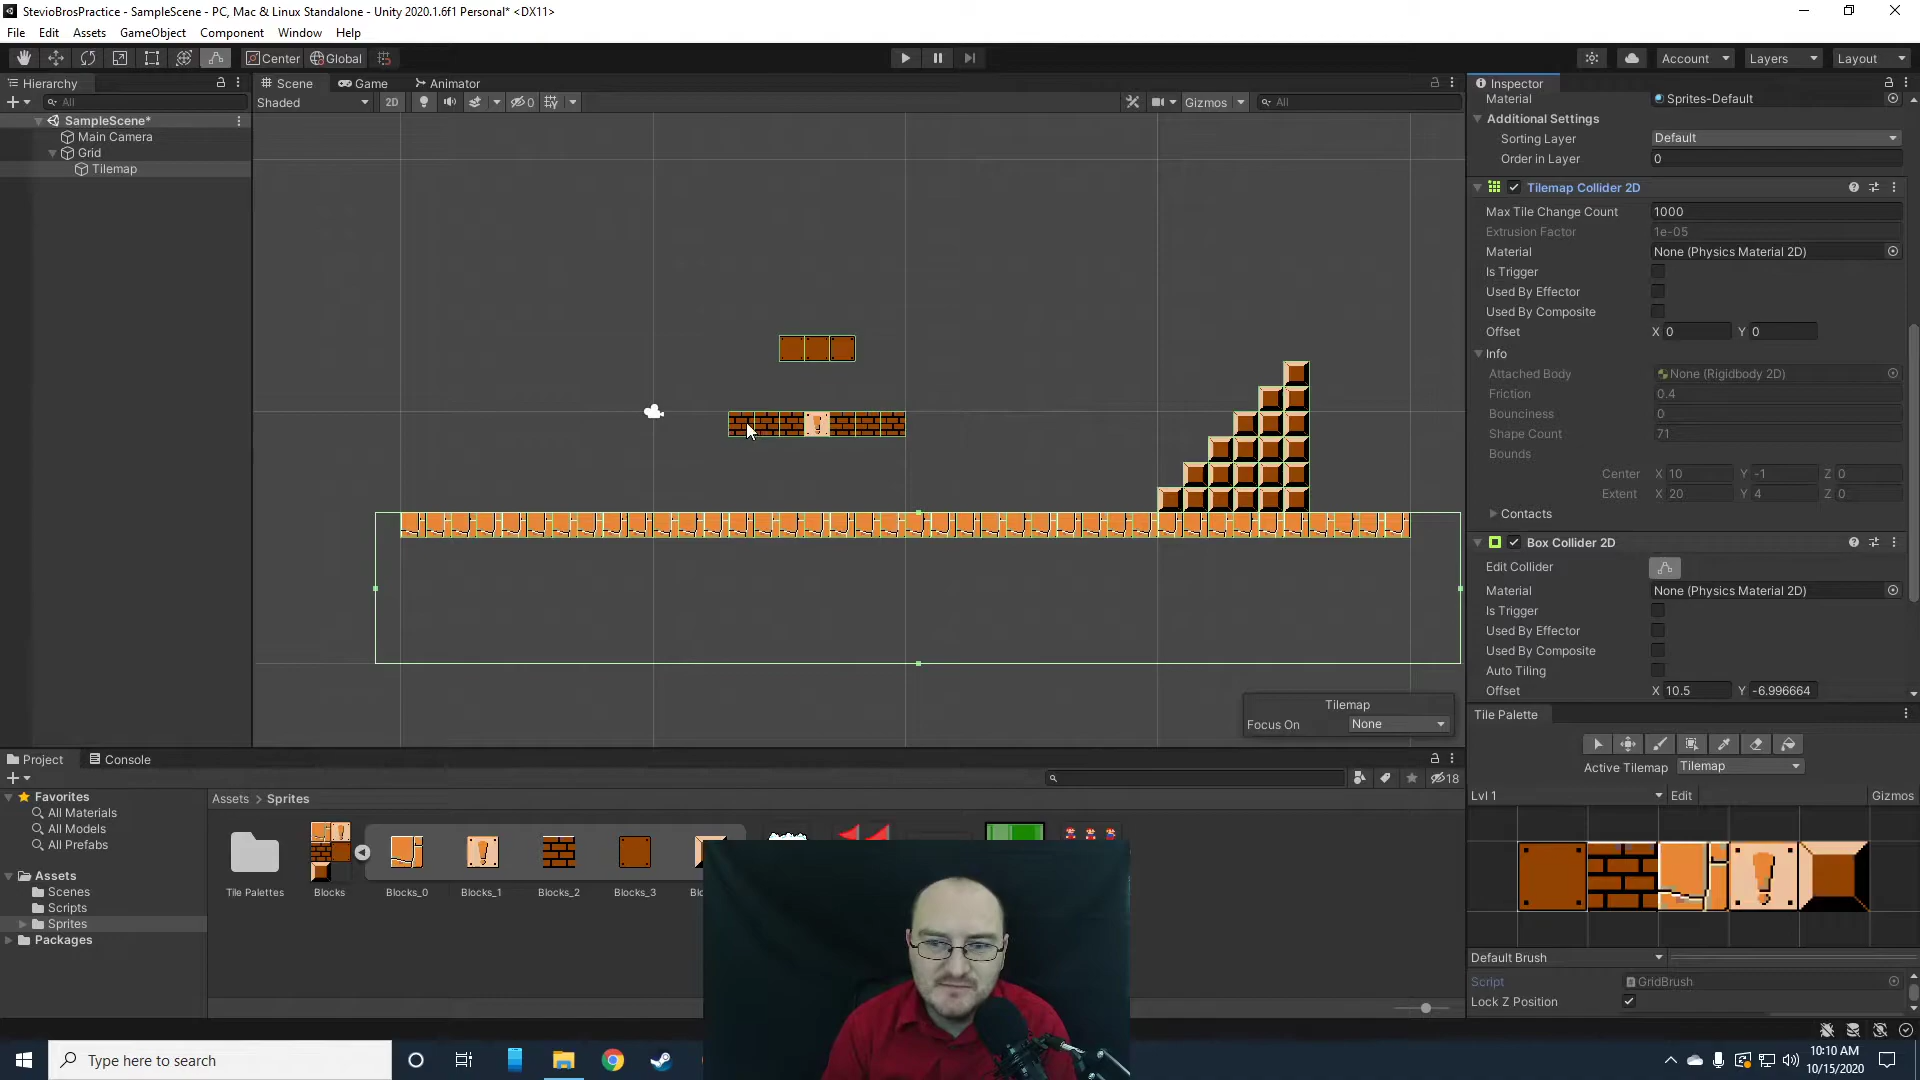 StevioBrosPractice - SampleScene - PC, Mac & Linux Standalone - Unity 2020.1.6f1 Personal* <DX11>
File Edit Assets GameObject Component Window Help
Center Global Account Layers Layout
Hierarchy
All
SampleScene*
Main Camera
Grid
Tilemap
Scene Game Animator
Shaded 2D 0 Gizmos All
Tilemap
Focus On None
Inspector
Material Sprites-Default
Additional Settings
Sorting Layer Default
Order in Layer 0
Tilemap Collider 2D
Max Tile Change Count 1000
Extrusion Factor 1e-05
Material None (Physics Material 2D)
Is Trigger
Used By Effector
Used By Composite
Offset X 0 Y 0
Info
Attached Body None (Rigidbody 2D)
Friction 0.4
Bounciness 0
Shape Count 71
Bounds
Center X 10 Y -1 Z 0
Extent X 20 Y 4 Z 0
Contacts
Box Collider 2D
Edit Collider
Material None (Physics Material 2D)
Is Trigger
Used By Effector
Used By Composite
Auto Tiling
Offset X 10.5 Y -6.996664
Tile Palette
Active Tilemap Tilemap
Lvl 1 Edit Gizmos
Default Brush
Script GridBrush
Lock Z Position
Project Console
18
Favorites
All Materials
All Models
All Prefabs
Assets
Scenes
Scripts
Sprites
Packages
Assets > Sprites
Tile Palettes Blocks Blocks_0 Blocks_1 Blocks_2 Blocks_3
Type here to search
10:10 AM
10/15/2020